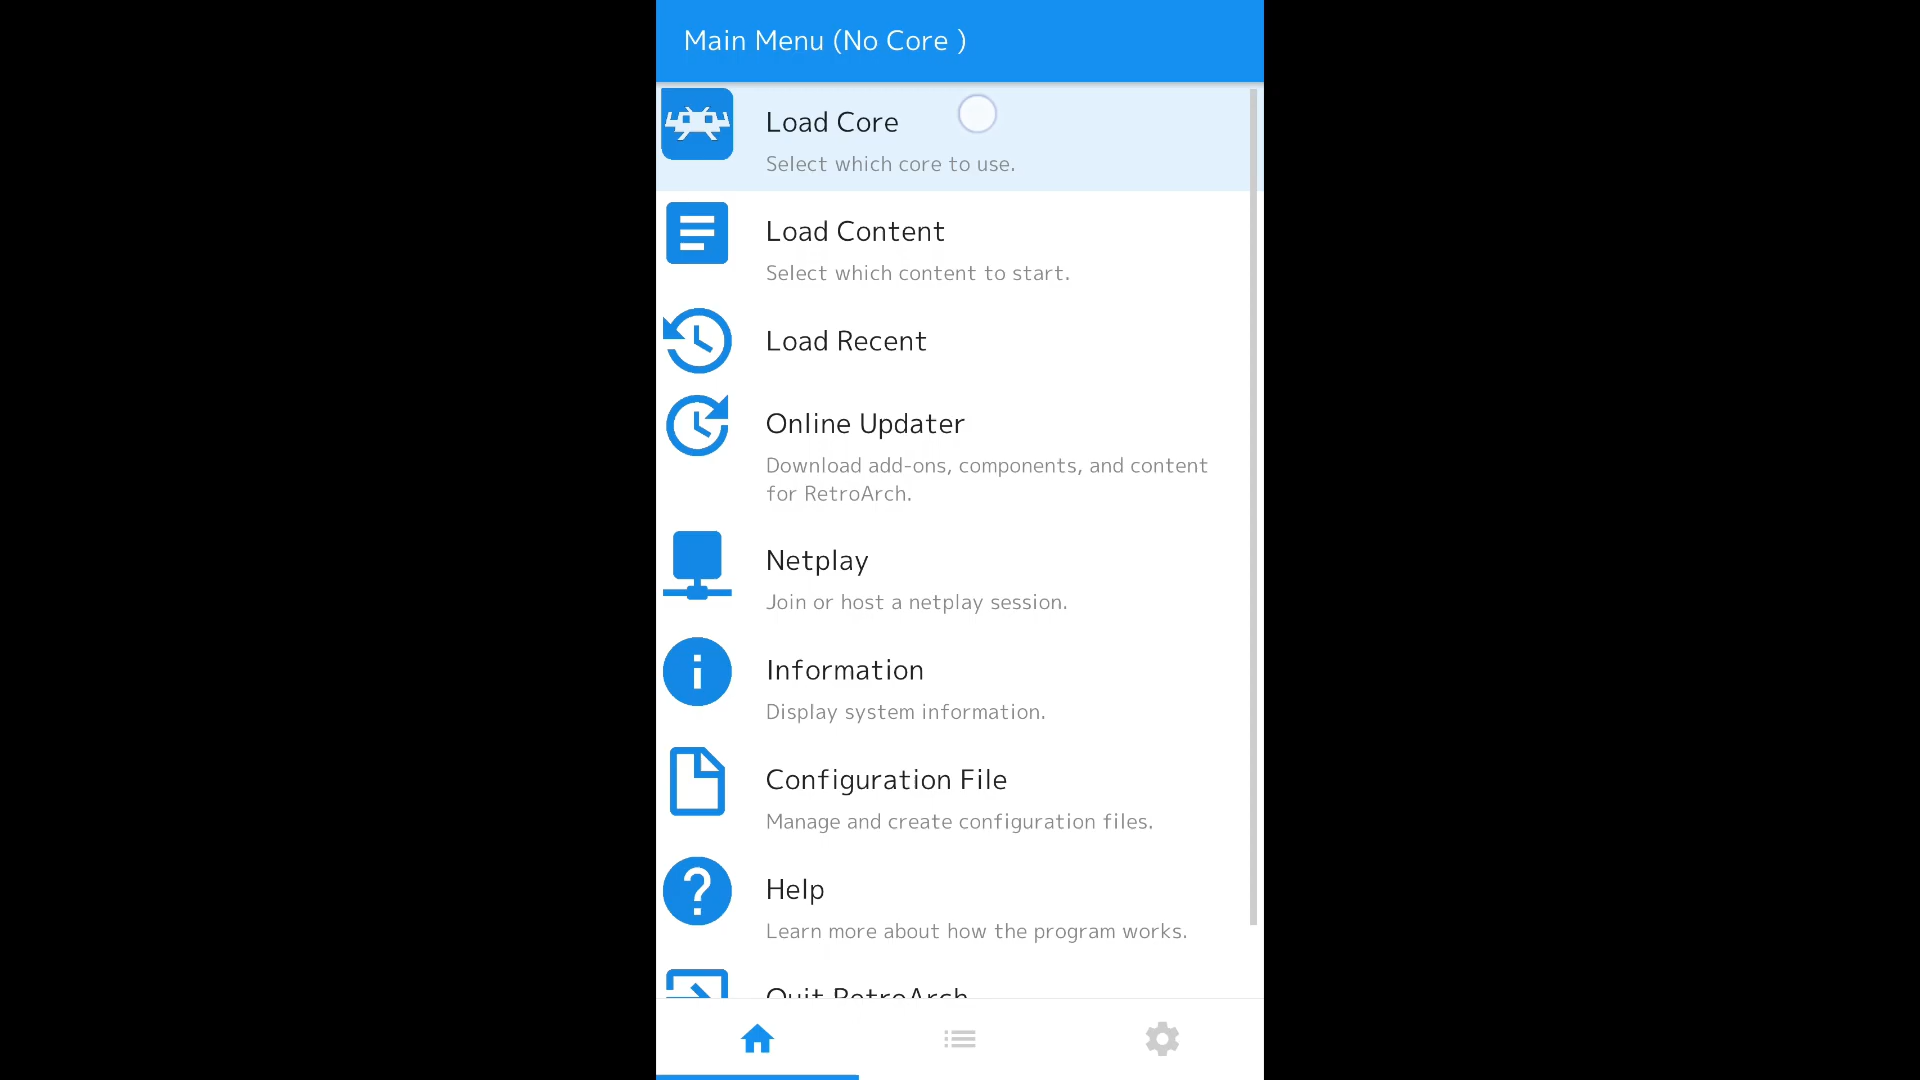 Main Menu (No Core )
Load Core
Select which core to use.
Load Content
Select which content to start.
Load Recent
Online Updater
Download add-ons, components, and content
for RetroArch.
Netplay
Join or host a netplay session.
Information
Display system information.
Configuration File
Manage and create configuration files.
Help
Learn more about how the program works.
Quit RetroArch